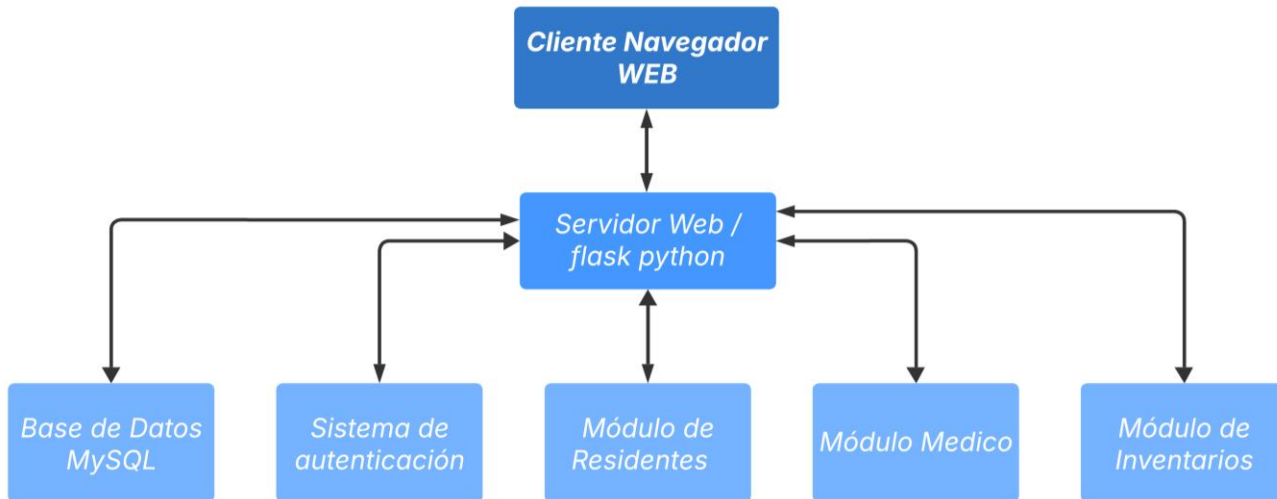 Cliente Navegador
WEB
Servidor Web /
flask python
Base de Datos
MySQL
Sistema de
autenticación
Módulo de
Residentes
Módulo Medico
Módulo de
Inventarios